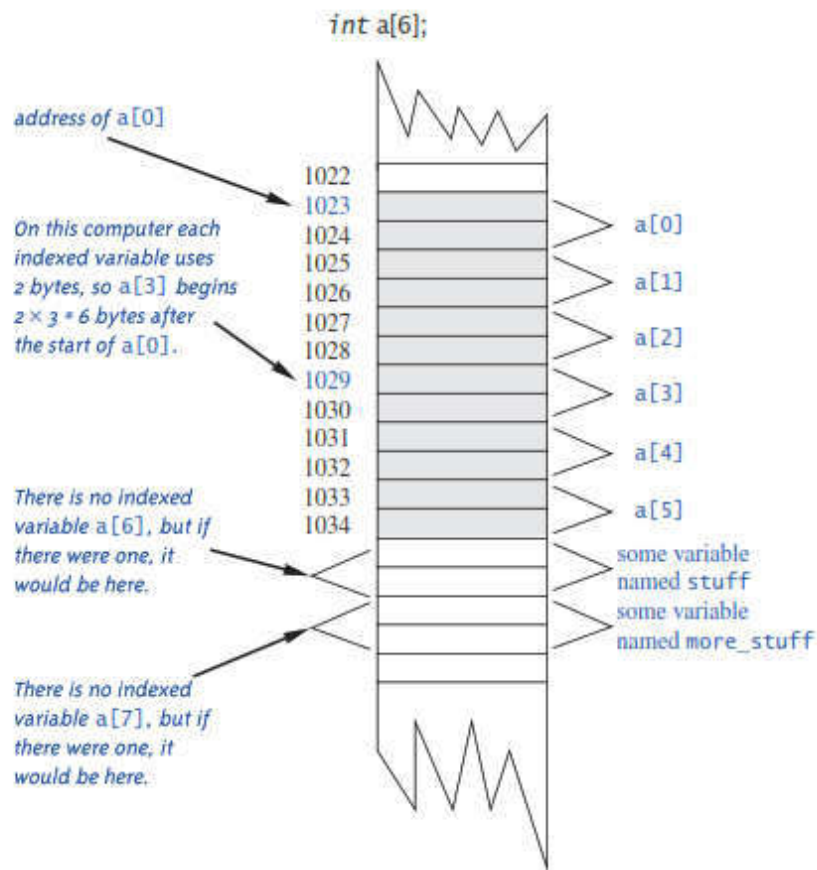 int a[6];
address of a[0]
1022
1023
1024
1025
1026
1027
1028
1029
1030
1031
1032
1033
1034
On this computer each
indexed variable uses
2 bytes, so a[3] begins
2 × 3 = 6 bytes after
the start of a[0].
There is no indexed
variable a[6], but if
there were one, it
would be here.
There is no indexed
variable a[7], but if
there were one, it
would be here.
a[0]
a[1]
a[2]
a[3]
a[4]
a[5]
some variable
named stuff
some variable
named more_stuff